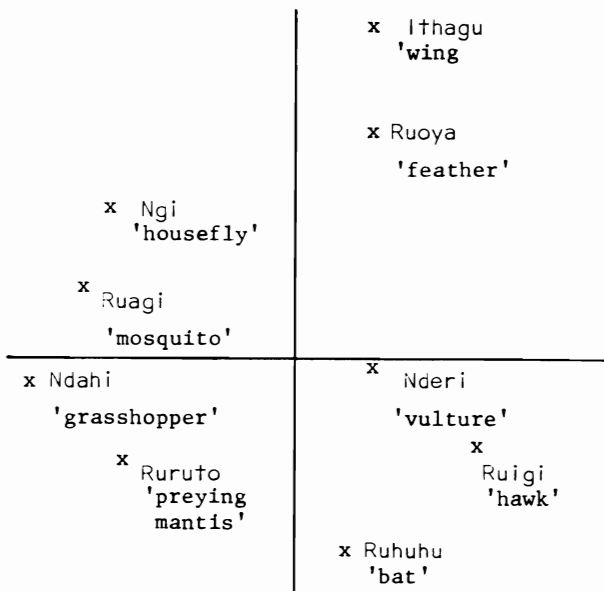 x Ithagu
'wing
x Ruoya
'feather'
x Ngi
'housefly'
x Ruagi
'mosquito'
x Ndahi
'grasshopper'
x Nderi
'vulture'
x Ruruto
'preying
mantis'
x Ruigi
'hawk'
x Ruhuhu
'bat'